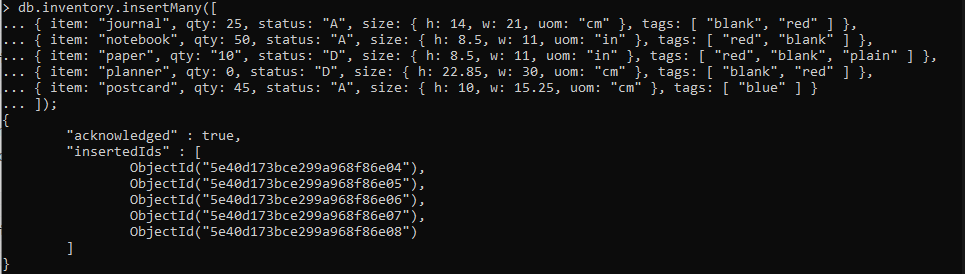 > db.inventory.insertMany([
... { item: "journal", qty: 25, status: "A", size: { h: 14, w: 21, uom: "cm" }, tags: [ "blank", "red" ] },
... { item: "notebook", qty: 50, status: "A", size: { h: 8.5, w: 11, uom: "in" }, tags: [ "red", "blank" ] },
... { item: "paper", qty: "10", status: "D", size: { h: 8.5, w: 11, uom: "in" }, tags: [ "red", "blank", "plain" ] },
... { item: "planner", qty: 0, status: "D", size: { h: 22.85, w: 30, uom: "cm" }, tags: [ "blank", "red" ] },
... { item: "postcard", qty: 45, status: "A", size: { h: 10, w: 15.25, uom: "cm" }, tags: [ "blue" ] }
... ]);
{
        "acknowledged" : true,
        "insertedIds" : [
                ObjectId("5e40d173bce299a968f86e04"),
                ObjectId("5e40d173bce299a968f86e05"),
                ObjectId("5e40d173bce299a968f86e06"),
                ObjectId("5e40d173bce299a968f86e07"),
                ObjectId("5e40d173bce299a968f86e08")
        ]
}